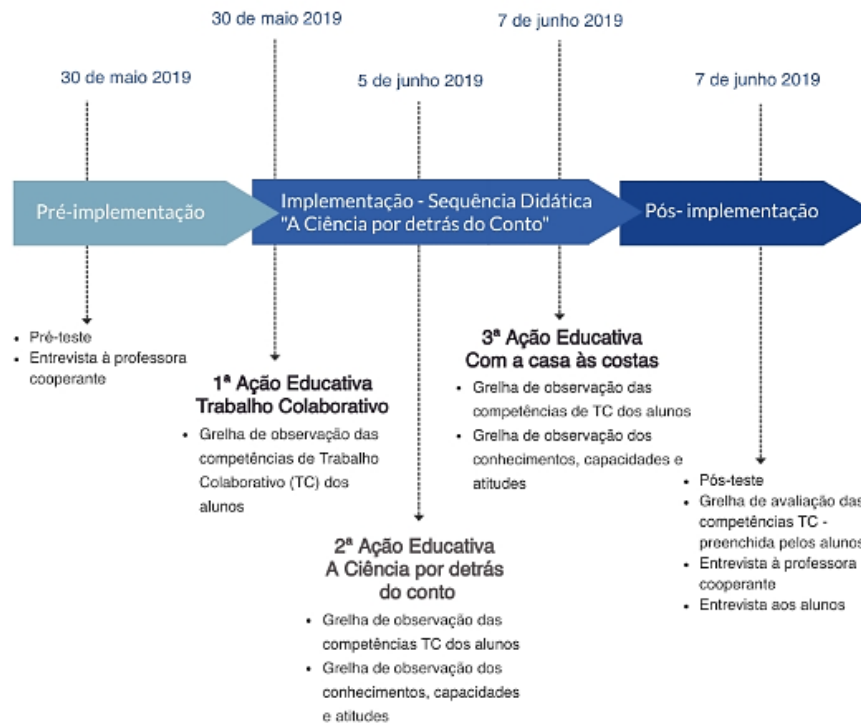 30 de maio 2019
7 de junho 2019
30 de maio 2019
5 de junho 2019
7 de junho 2019
Pré-implementação
Implementação - Sequência Didática
"A Ciência por detrás do Conto"
Pós- implementação
• Pré-teste
• Entrevista à professora
cooperante
1ª Ação Educativa
Trabalho Colaborativo
• Grelha de observação das
competências de Trabalho
Colaborativo (TC) dos
alunos
2ª Ação Educativa
A Ciência por detrás
do conto
• Grelha de observação das
competências TC dos alunos
• Grelha de observação dos
conhecimentos, capacidades
e atitudes
3ª Ação Educativa
Com a casa às costas
• Grelha de observação das
competências de TC dos alunos
• Grelha de observação dos
conhecimentos, capacidades e
atitudes
• Pós-teste
• Grelha de avaliação das
competências TC -
preenchida pelos alunos
• Entrevista à professora
cooperante
• Entrevista aos alunos